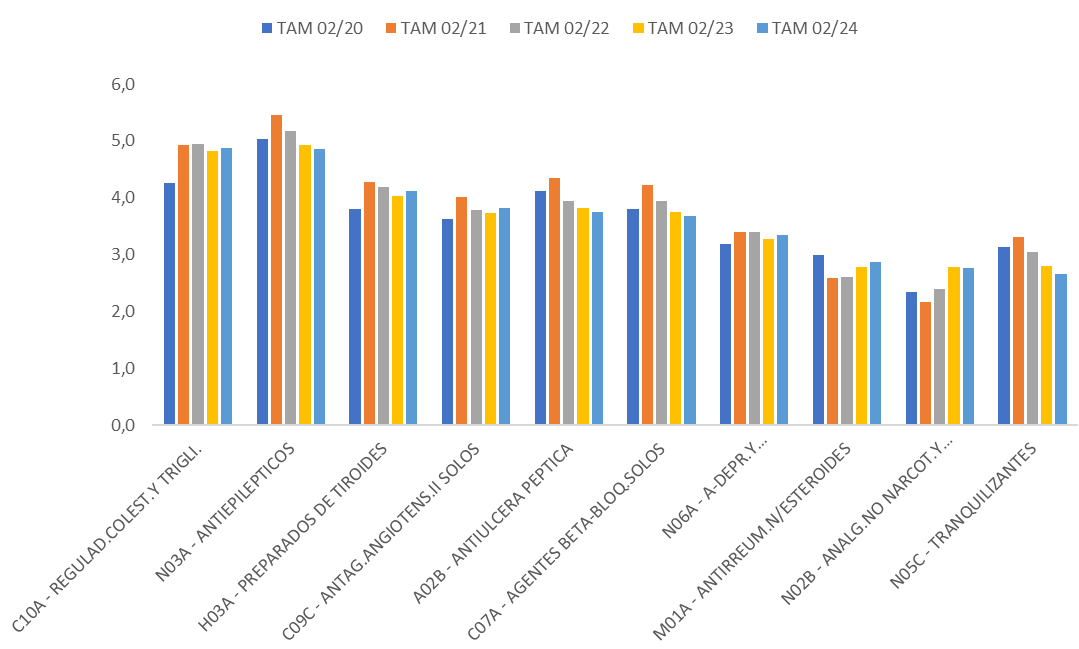 TAM 02/20 TAM 02/21 TAM 02/22 TAM 02/23 TAM 02/24
6,0
5,0
4,0
3,0
2,0
1,0
0,0
C10A - REGULAD.COLEST.Y TRIGLI.
N03A - ANTIEPILEPTICOS
H03A - PREPARADOS DE TIROIDES
C09C - ANTAG.ANGIOTENS.II SOLOS
A02B - ANTIULCERA PEPTICA
C07A - AGENTES BETA-BLOQ.SOLOS
N06A - A-DEPR.Y...
M01A - ANTIRREUM.N/ESTEROIDES
N02B - ANALG.NO NARCOT.Y...
N05C - TRANQUILIZANTES